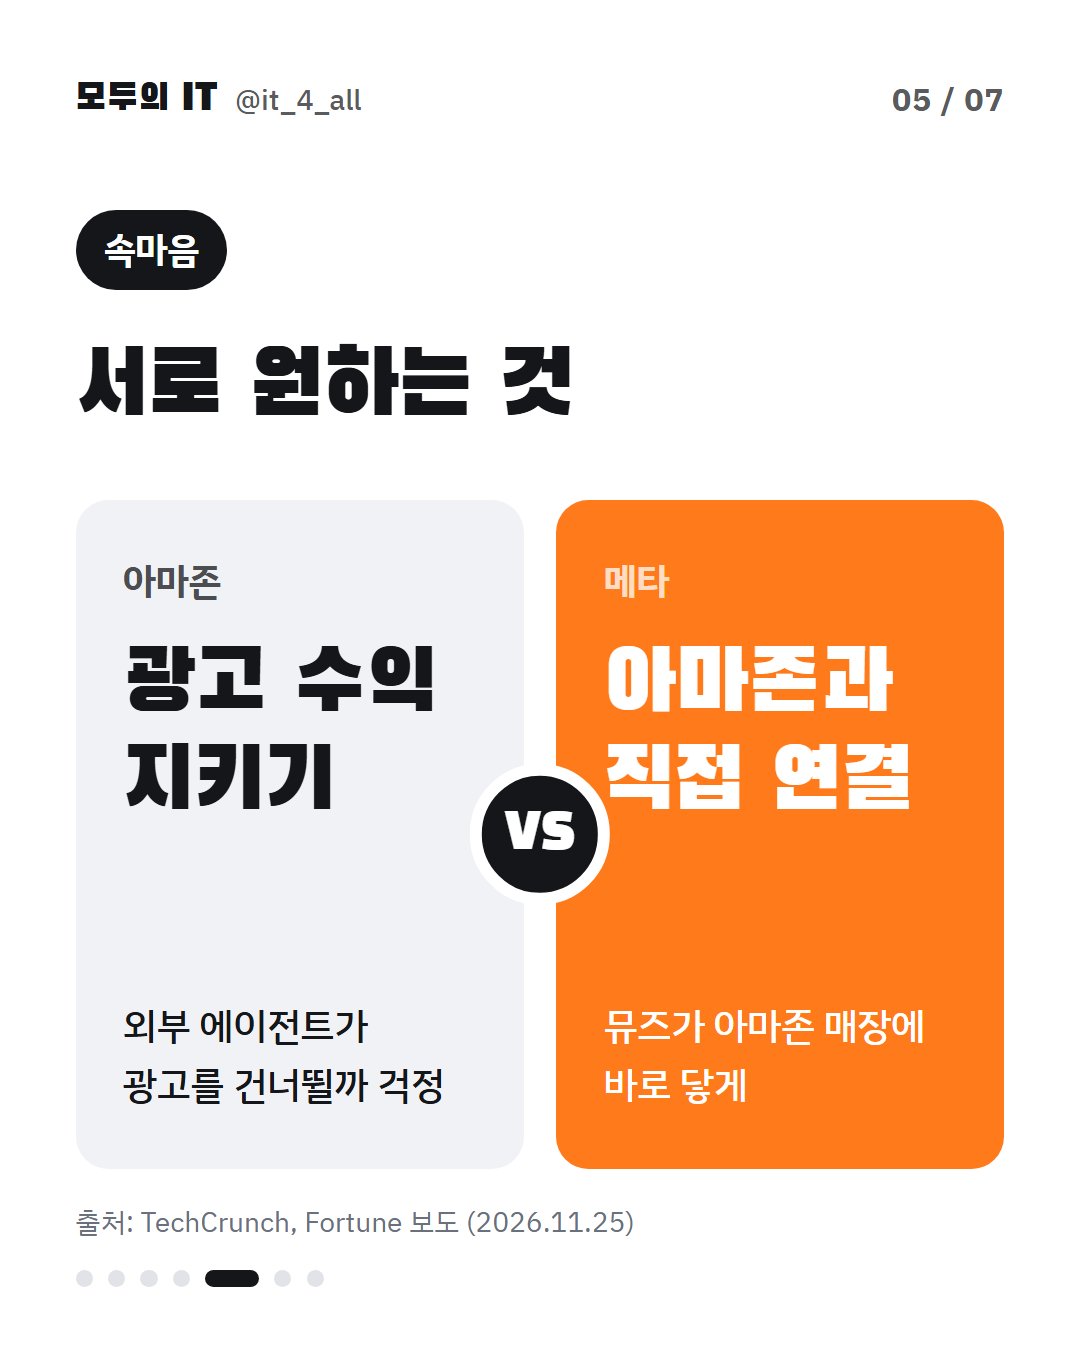 모두의 IT @it_4_all
05 / 07
속마음
서로 원하는 것
아마존
광고 수익
지키기
외부 에이전트가
광고를 건너뛸까 걱정
VS
메타
아마존과
직접 연결
뮤즈가 아마존 매장에
바로 닿게
출처: TechCrunch, Fortune 보도 (2026.11.25)